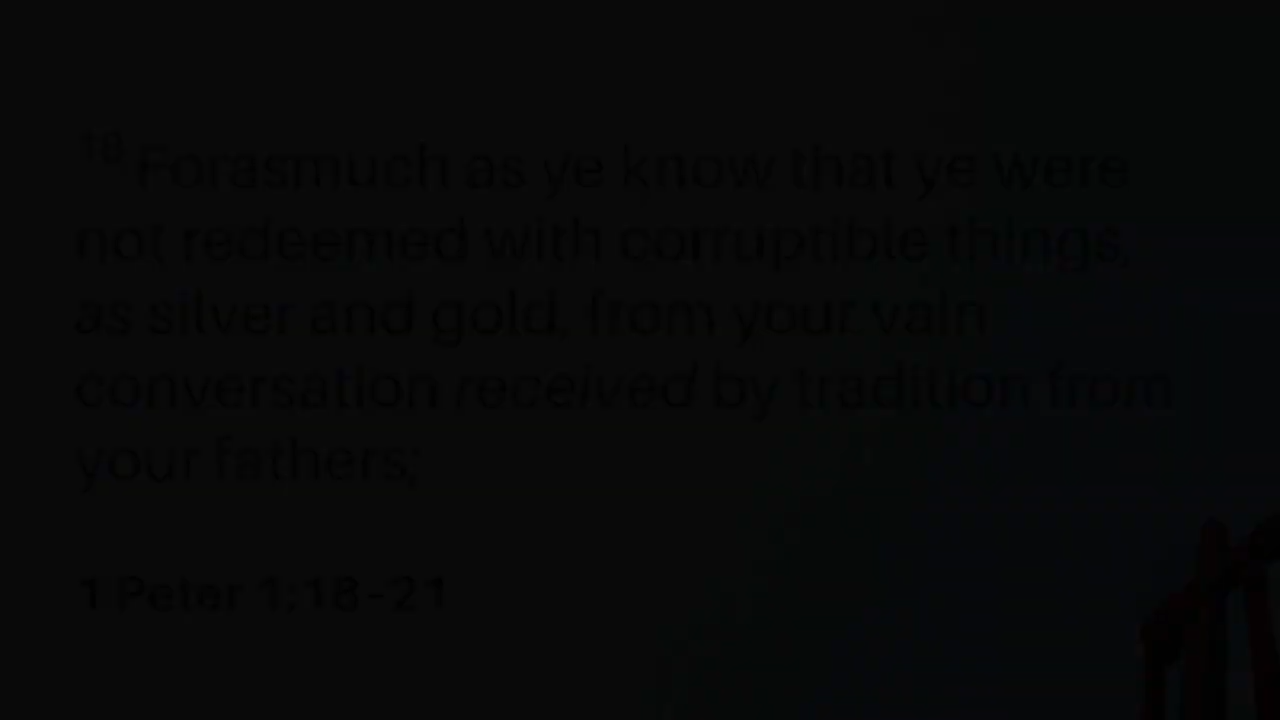 18 Forasmuch as ye know that ye were
not redeemed with corruptible things,
as silver and gold, from your vain
conversation received by tradition from
your fathers;
1 Peter 1:18-21